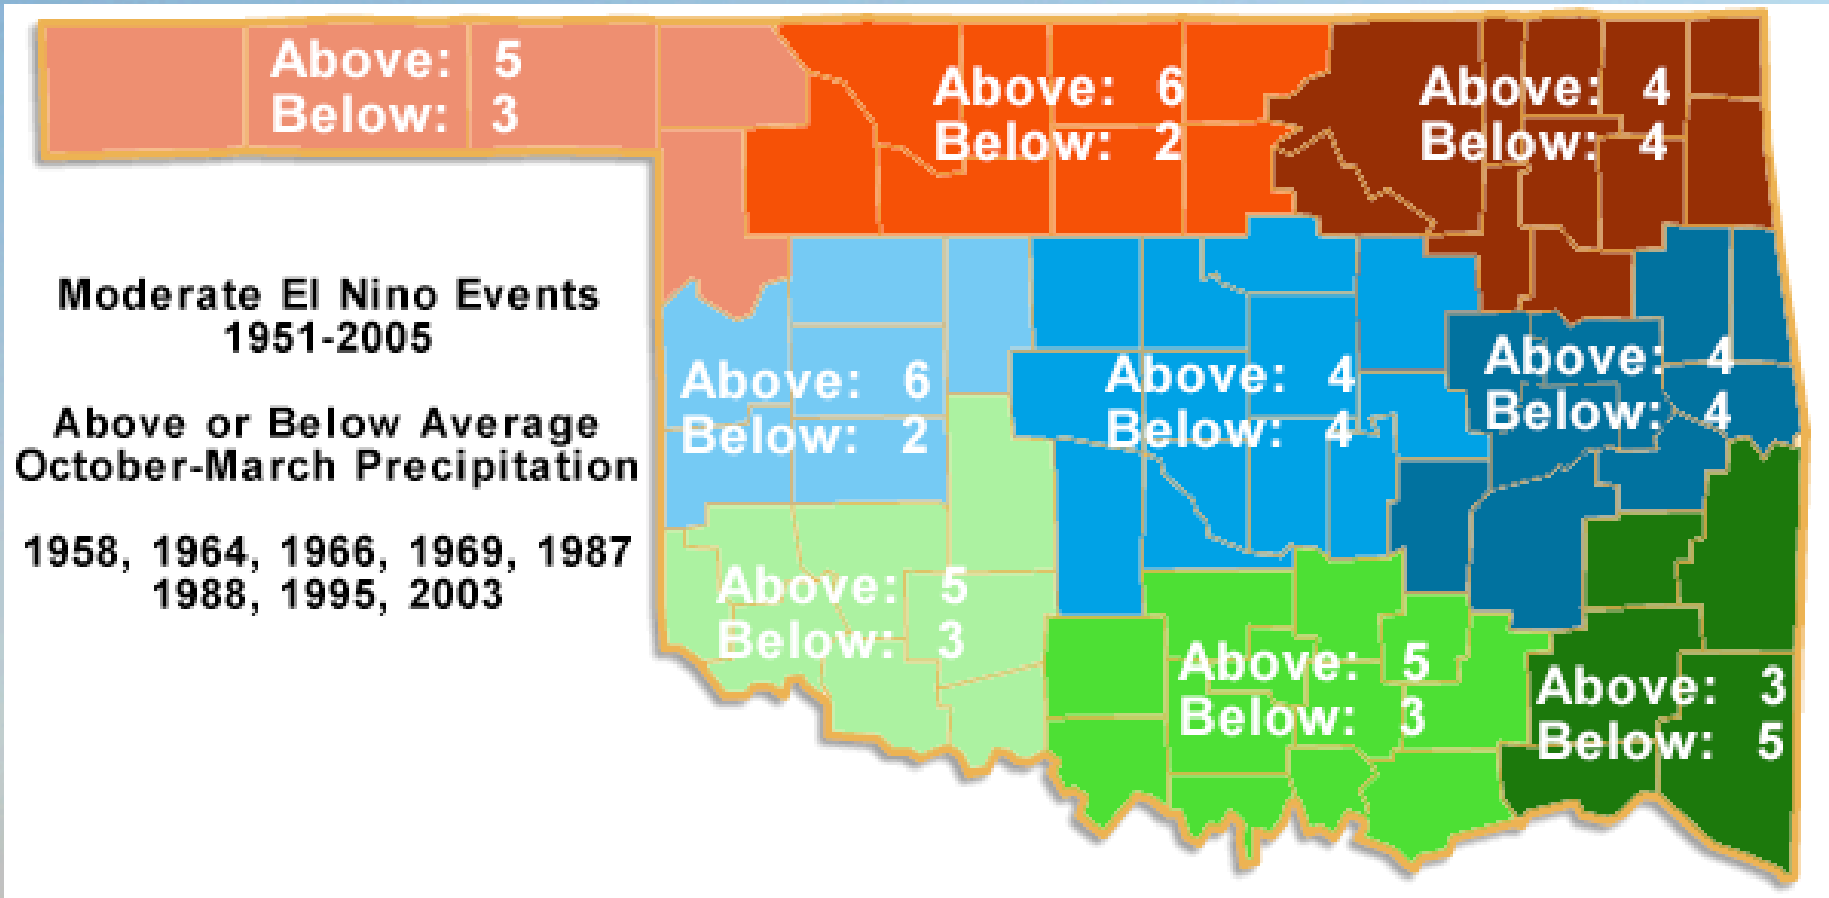 Above: 5
Below: 3
Above: 6
Below: 2
Above: 4
Below: 4
Moderate El Nino Events
1951-2005
Above or Below Average
October-March Precipitation
1958, 1964, 1966, 1969, 1987
1988, 1995, 2003
Above: 6
Below: 2
Above: 4
Below: 4
Above: 4
Below: 4
Above: 5
Below: 3
Above: 5
Below: 3
Above: 3
Below: 5